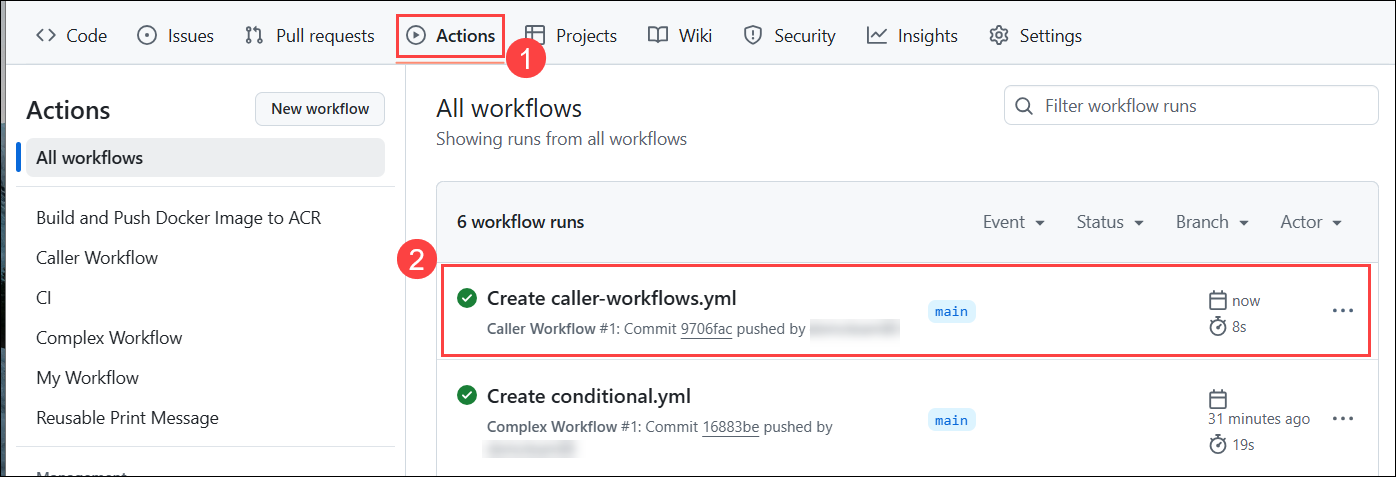 Code Issues Pull requests Actions Projects Wiki Security Insights Settings
1
Actions
New workflow
All workflows
Build and Push Docker Image to ACR
Caller Workflow
CI
Complex Workflow
My Workflow
Reusable Print Message
Management
All workflows
Showing runs from all workflows
Filter workflow runs
6 workflow runs
Event Status Branch Actor
2
Create caller-workflows.yml
Caller Workflow #1: Commit 9706fac pushed by
main
now
8s
Create conditional.yml
Complex Workflow #1: Commit 16883be pushed by
main
31 minutes ago
19s